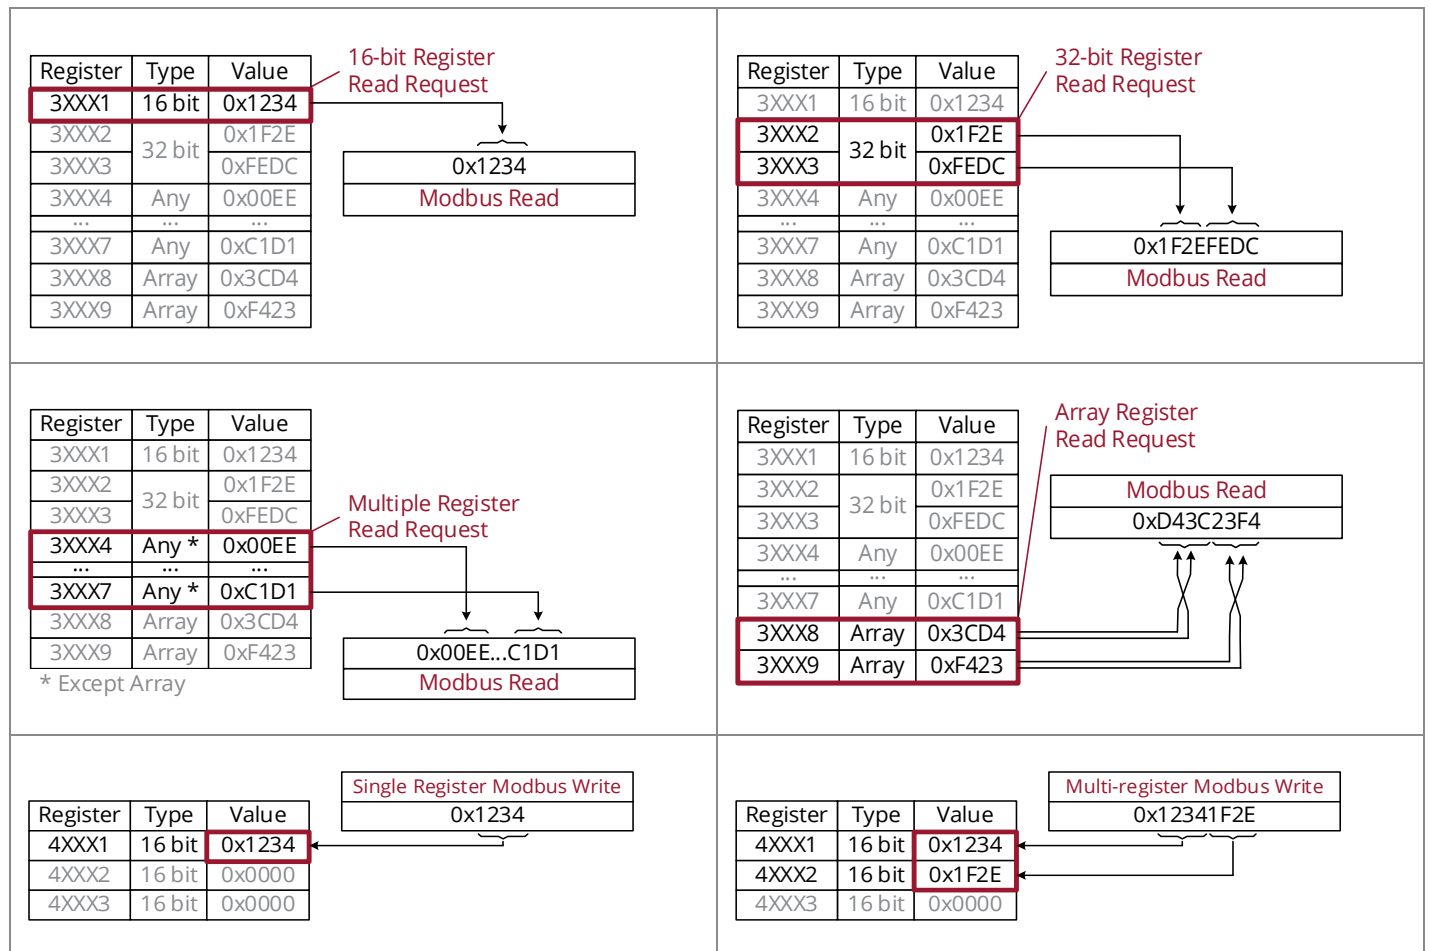 16-bit Register
Read Request
Register Type Value
3XXX1 16 bit 0x1234
3XXX2 0x1F2E
32 bit
3XXX3 0xFEDC
3XXX4 Any 0x00EE
... ... ...
3XXX7 Any 0xC1D1
3XXX8 Array 0x3CD4
3XXX9 Array 0xF423
0x1234
Modbus Read
32-bit Register
Read Request
Register Type Value
3XXX1 16 bit 0x1234
3XXX2 0x1F2E
32 bit
3XXX3 0xFEDC
3XXX4 Any 0x00EE
... ... ...
3XXX7 Any 0xC1D1
3XXX8 Array 0x3CD4
3XXX9 Array 0xF423
0x1F2EFEDC
Modbus Read
Register Type Value
3XXX1 16 bit 0x1234
3XXX2 0x1F2E
32 bit
3XXX3 0xFEDC
3XXX4 Any * 0x00EE
... ... ...
3XXX7 Any * 0xC1D1
3XXX8 Array 0x3CD4
3XXX9 Array 0xF423
* Except Array
Multiple Register
Read Request
0x00EE...C1D1
Modbus Read
Array Register
Read Request
Register Type Value
3XXX1 16 bit 0x1234
3XXX2 0x1F2E
32 bit
3XXX3 0xFEDC
3XXX4 Any 0x00EE
... ... ...
3XXX7 Any 0xC1D1
3XXX8 Array 0x3CD4
3XXX9 Array 0xF423
Modbus Read
0xD43C23F4
Single Register Modbus Write
0x1234
Register Type Value
4XXX1 16 bit 0x1234
4XXX2 16 bit 0x0000
4XXX3 16 bit 0x0000
Multi-register Modbus Write
0x12341F2E
Register Type Value
4XXX1 16 bit 0x1234
4XXX2 16 bit 0x1F2E
4XXX3 16 bit 0x0000